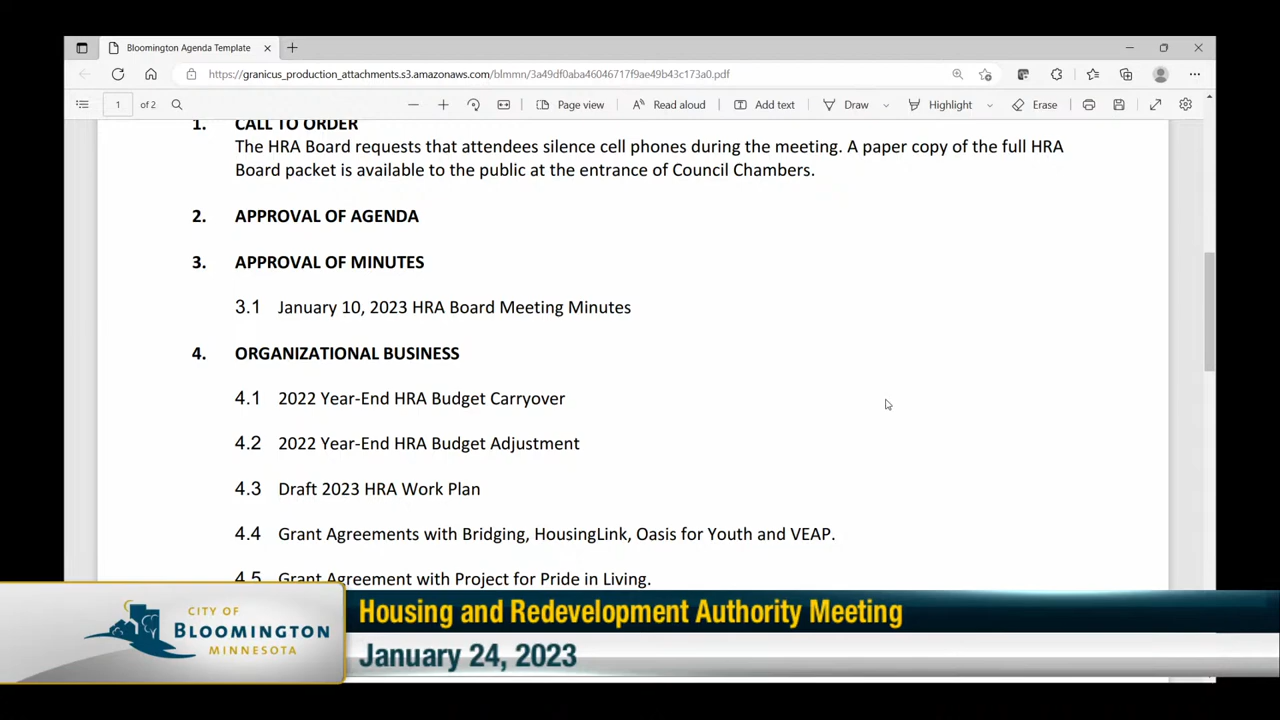 Bloomington Agenda Template
https://granicus_production_attachments.s3.amazonaws.com/blmmn/3a49df0aba46046717f9ae49b43c173a0.pdf
1 of 2 Page view Read aloud Add text Draw Highlight Erase
1. CALL TO ORDER
The HRA Board requests that attendees silence cell phones during the meeting. A paper copy of the full HRA
Board packet is available to the public at the entrance of Council Chambers.
2. APPROVAL OF AGENDA
3. APPROVAL OF MINUTES
3.1 January 10, 2023 HRA Board Meeting Minutes
4. ORGANIZATIONAL BUSINESS
4.1 2022 Year-End HRA Budget Carryover
4.2 2022 Year-End HRA Budget Adjustment
4.3 Draft 2023 HRA Work Plan
4.4 Grant Agreements with Bridging, HousingLink, Oasis for Youth and VEAP.
4.5 Grant Agreement with Project for Pride in Living.
CITY OF
BLOOMINGTON
MINNESOTA
Housing and Redevelopment Authority Meeting
January 24, 2023